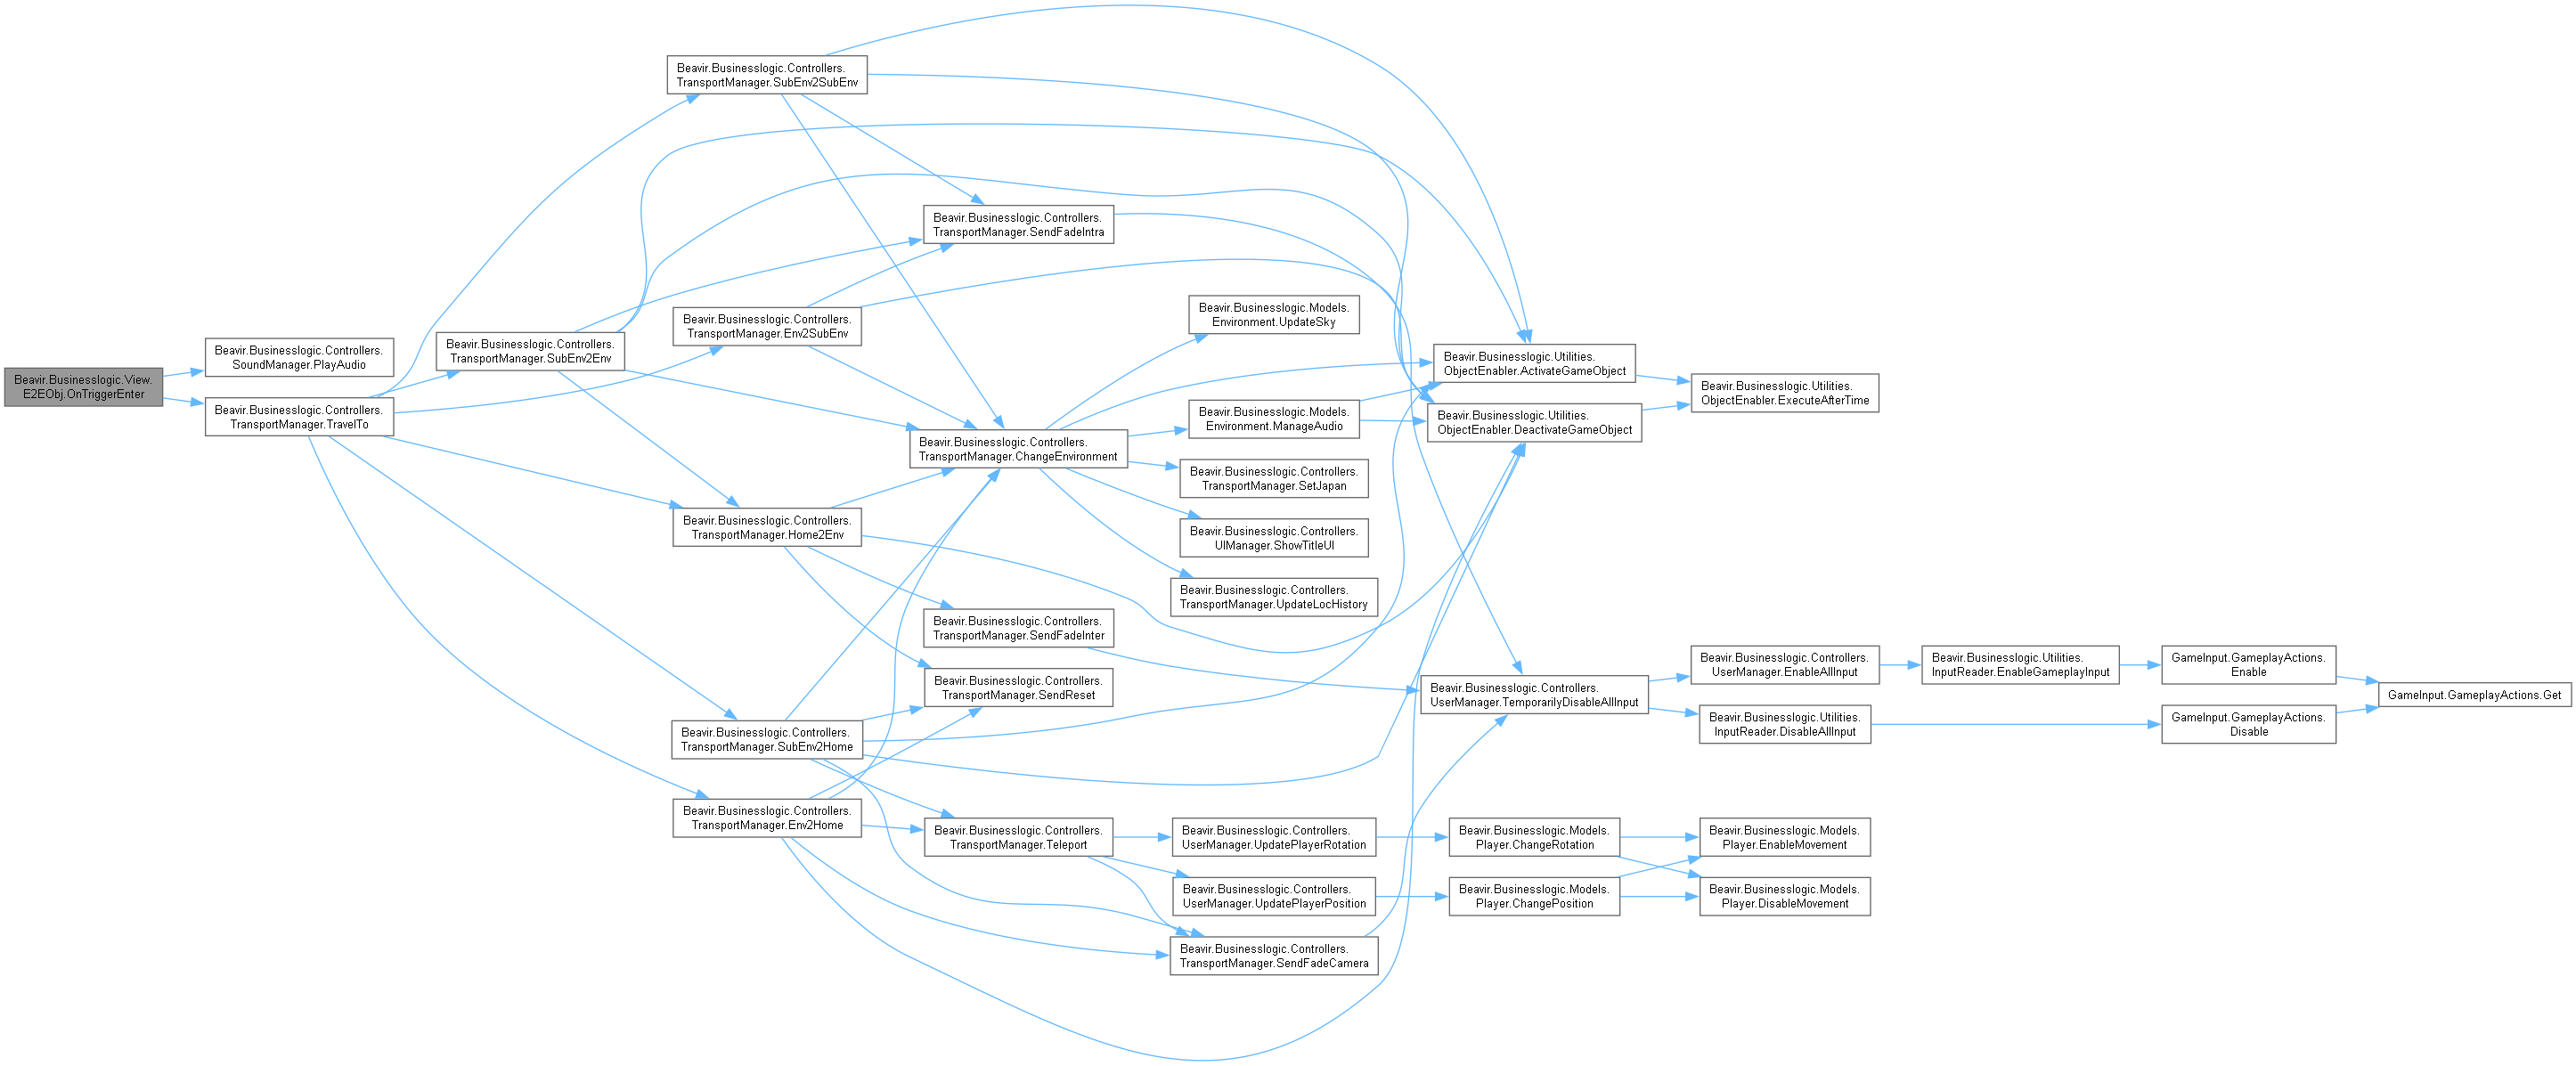 Beavir.Businesslogic.View.
E2EObj.OnTriggerEnter
Beavir.Businesslogic.Controllers.
SoundManager.PlayAudio
Beavir.Businesslogic.Controllers.
TransportManager.TravelTo
Beavir.Businesslogic.Controllers.
TransportManager.SubEnv2Env
Beavir.Businesslogic.Controllers.
TransportManager.SubEnv2SubEnv
Beavir.Businesslogic.Controllers.
TransportManager.Env2SubEnv
Beavir.Businesslogic.Controllers.
TransportManager.Home2Env
Beavir.Businesslogic.Controllers.
TransportManager.SubEnv2Home
Beavir.Businesslogic.Controllers.
TransportManager.Env2Home
Beavir.Businesslogic.Controllers.
TransportManager.SendFadeIntra
Beavir.Businesslogic.Controllers.
TransportManager.ChangeEnvironment
Beavir.Businesslogic.Controllers.
TransportManager.SendFadeInter
Beavir.Businesslogic.Controllers.
TransportManager.SendReset
Beavir.Businesslogic.Controllers.
TransportManager.Teleport
Beavir.Businesslogic.Models.
Environment.UpdateSky
Beavir.Businesslogic.Models.
Environment.ManageAudio
Beavir.Businesslogic.Controllers.
TransportManager.SetJapan
Beavir.Businesslogic.Controllers.
UIManager.ShowTitleUI
Beavir.Businesslogic.Controllers.
TransportManager.UpdateLocHistory
Beavir.Businesslogic.Controllers.
UserManager.UpdatePlayerRotation
Beavir.Businesslogic.Controllers.
UserManager.UpdatePlayerPosition
Beavir.Businesslogic.Controllers.
TransportManager.SendFadeCamera
Beavir.Businesslogic.Utilities.
ObjectEnabler.ActivateGameObject
Beavir.Businesslogic.Utilities.
ObjectEnabler.DeactivateGameObject
Beavir.Businesslogic.Controllers.
UserManager.TemporarilyDisableAllInput
Beavir.Businesslogic.Models.
Player.ChangeRotation
Beavir.Businesslogic.Models.
Player.ChangePosition
Beavir.Businesslogic.Utilities.
ObjectEnabler.ExecuteAfterTime
Beavir.Businesslogic.Controllers.
UserManager.EnableAllInput
Beavir.Businesslogic.Utilities.
InputReader.DisableAllInput
Beavir.Businesslogic.Models.
Player.EnableMovement
Beavir.Businesslogic.Models.
Player.DisableMovement
Beavir.Businesslogic.Utilities.
InputReader.EnableGameplayInput
GameInput.GameplayActions.
Enable
GameInput.GameplayActions.
Disable
GameInput.GameplayActions.Get